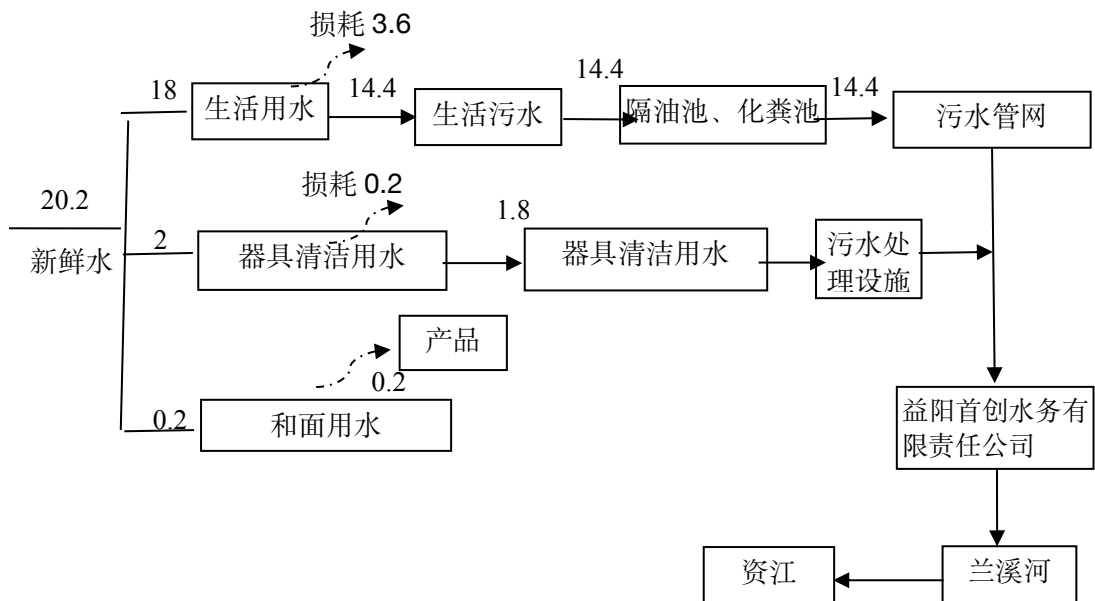 损耗 3.6
18
生活用水
14.4
生活污水
14.4
隔油池、化粪池
14.4
污水管网
20.2
新鲜水
损耗 0.2
2
器具清洁用水
1.8
器具清洁用水
污水处
理设施
产品
0.2
0.2
和面用水
益阳首创水务有
限责任公司
兰溪河
资江